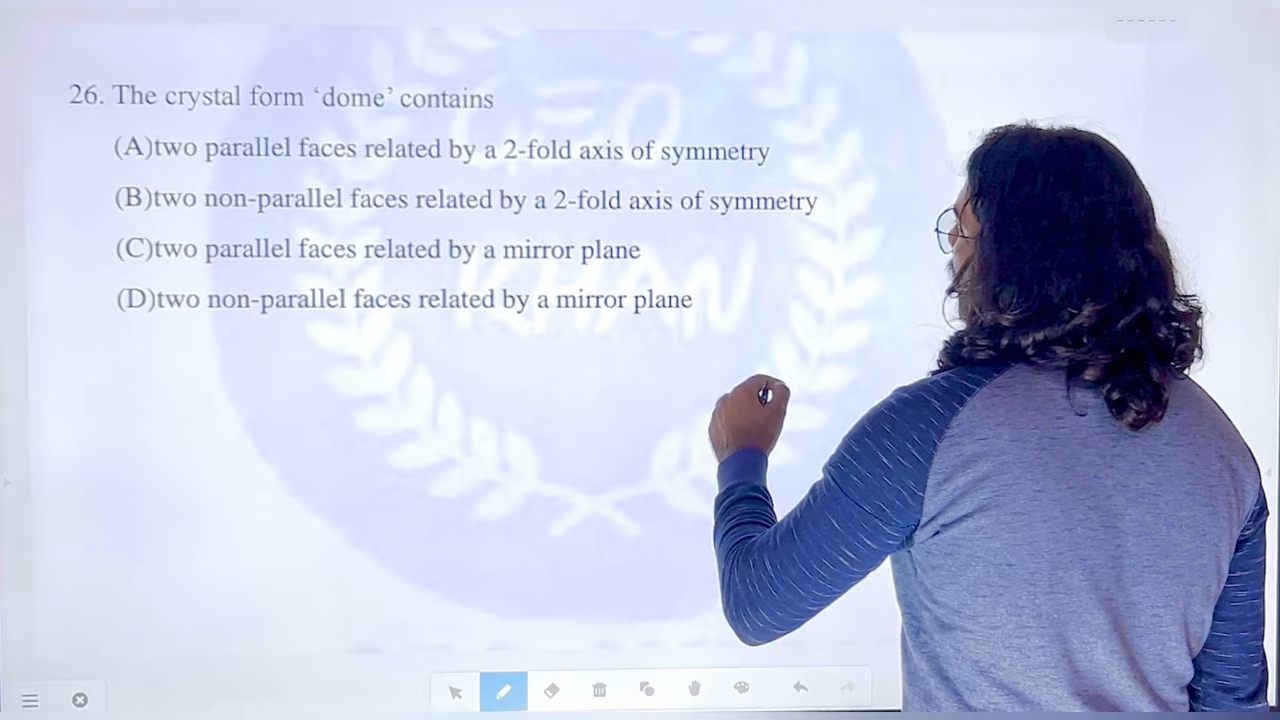 26. The crystal form ‘dome’ contains
(A)two parallel faces related by a 2-fold axis of symmetry
(B)two non-parallel faces related by a 2-fold axis of symmetry
(C)two parallel faces related by a mirror plane
(D)two non-parallel faces related by a mirror plane
GEO
KHAN